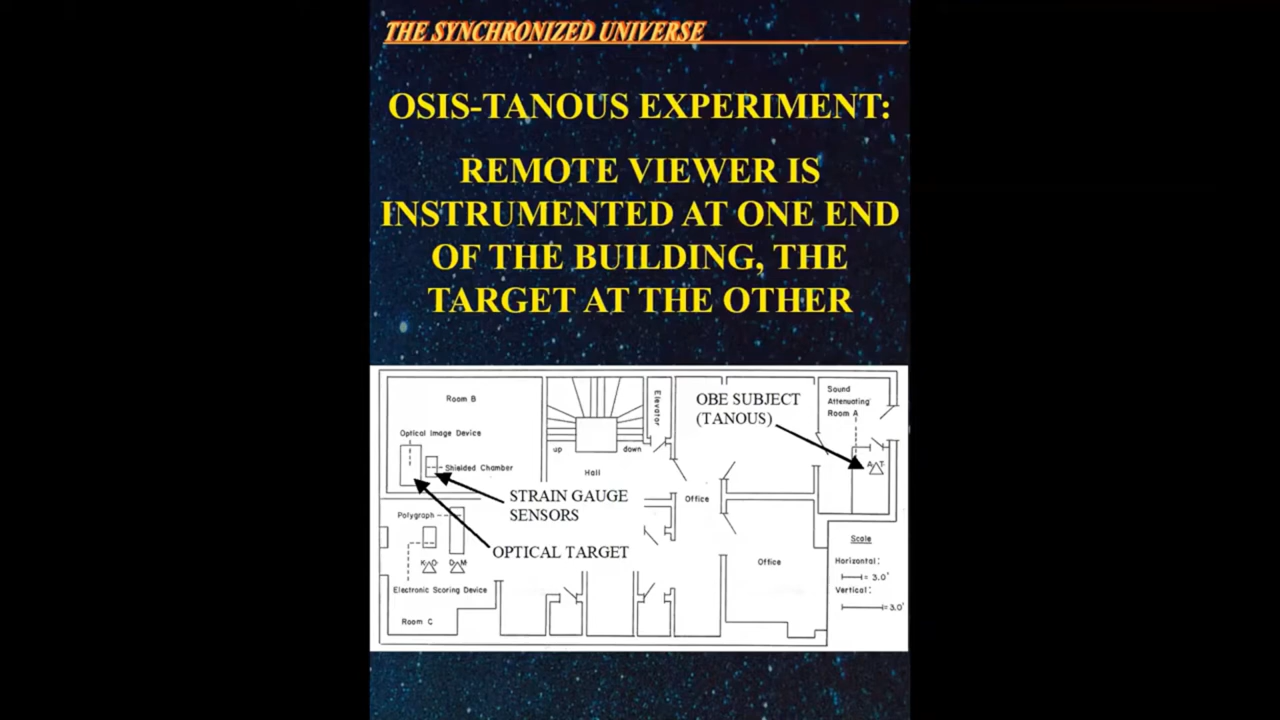 THE SYNCHRONIZED UNIVERSE
OSIS-TANOUS EXPERIMENT:
REMOTE VIEWER IS
INSTRUMENTED AT ONE END
OF THE BUILDING, THE
TARGET AT THE OTHER
Room B
Optical Image Device
Shielded Chamber
STRAIN GAUGE
SENSORS
OPTICAL TARGET
Polygraph
K O
D M
Electronic Scoring Device
Room C
up
down
Hall
Elevator
OBE SUBJECT
(TANOUS)
Office
Office
Sound
Attenuating
Room A
A T
Scale
Horizontal:
= 3.0'
Vertical:
= 3.0'